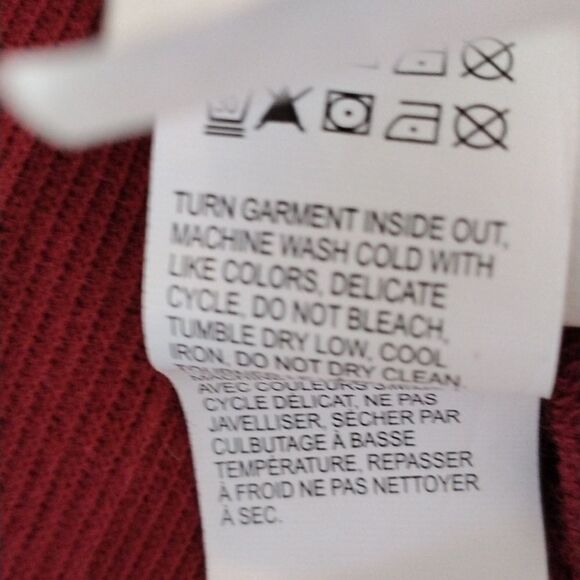 TURN GARMENT INSIDE OUT,
MACHINE WASH COLD WITH
LIKE COLORS, DELICATE
CYCLE, DO NOT BLEACH,
TUMBLE DRY LOW, COOL
IRON. DO NOT DRY CLEAN.
AVEC COULEURS
CYCLE DÉLICAT, NE PAS
JAVELLISER, SÉCHER PAR
CULBUTAGE À BASSE
TEMPÉRATURE, REPASSER
À FROID NE PAS NETTOYER
À SEC.